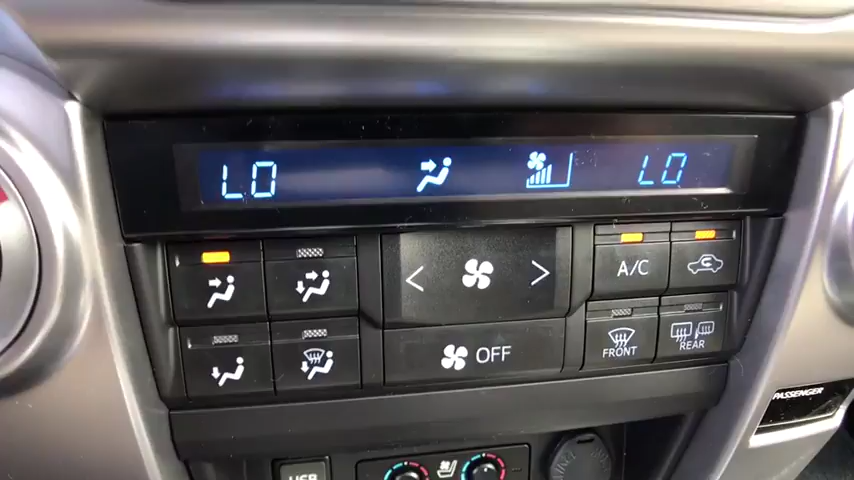 LO LO
A/C
OFF
FRONT
REAR
PASSENGER
USB